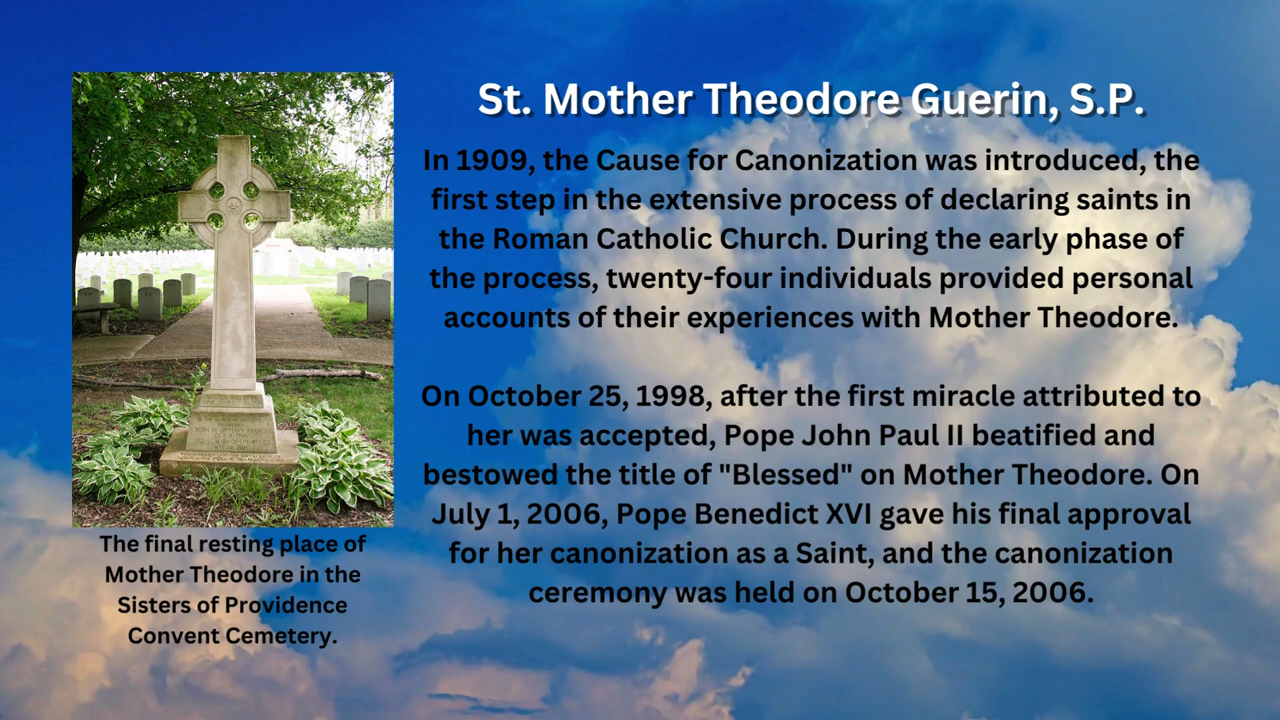 St. Mother Theodore Guerin, S.P.
In 1909, the Cause for Canonization was introduced, the
first step in the extensive process of declaring saints in
the Roman Catholic Church. During the early phase of
the process, twenty-four individuals provided personal
accounts of their experiences with Mother Theodore.
On October 25, 1998, after the first miracle attributed to
her was accepted, Pope John Paul II beatified and
bestowed the title of "Blessed" on Mother Theodore. On
July 1, 2006, Pope Benedict XVI gave his final approval
for her canonization as a Saint, and the canonization
ceremony was held on October 15, 2006.
The final resting place of
Mother Theodore in the
Sisters of Providence
Convent Cemetery.